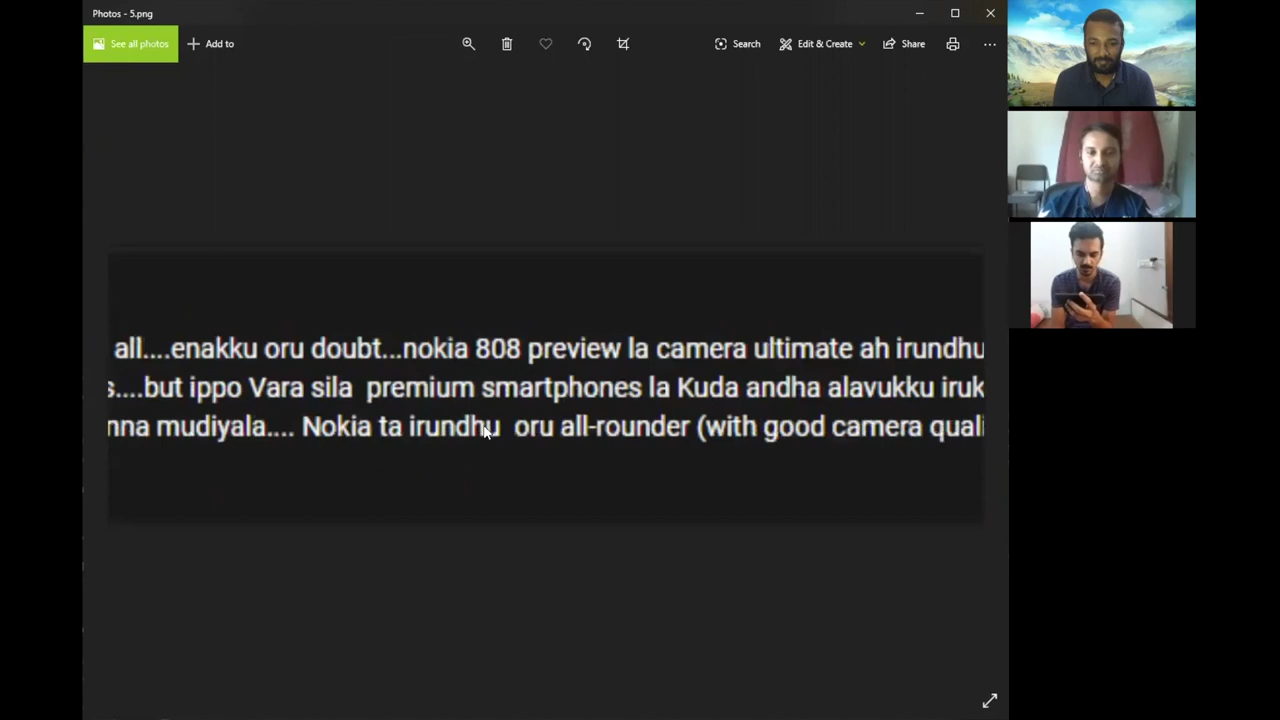 Photos - 5.png
See all photos
Add to
Search
Edit & Create
Share
all....enakku oru doubt...nokia 808 preview la camera ultimate ah irundhu
s....but ippo Vara sila premium smartphones la Kuda andha alavukku iruk
nna mudiyala.... Nokia ta irundhu oru all-rounder (with good camera quali